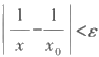 | 1/x = 1/x₀ | < ε